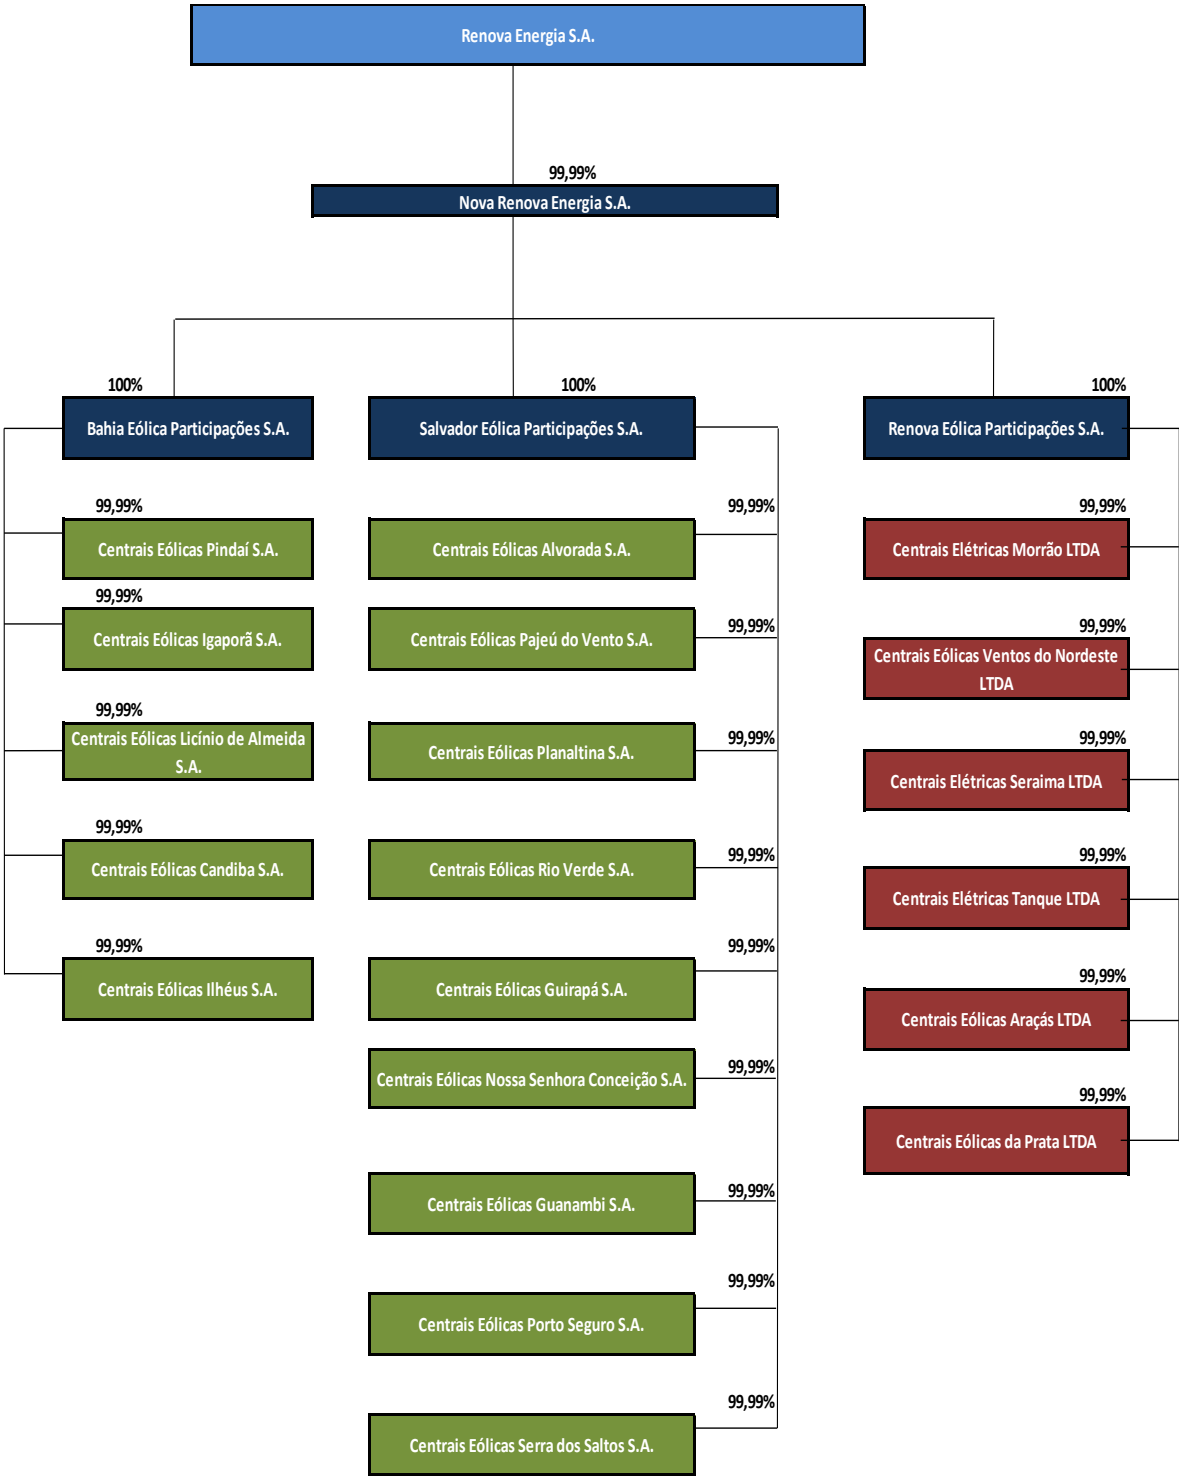 Renova Energia S.A.
99,99%
Nova Renova Energia S.A.
100%
Bahia Eólica Participações S.A.
99,99%
Centrais Eólicas Pindaí S.A.
99,99%
Centrais Eólicas Igaporã S.A.
99,99%
Centrais Eólicas Licínio de Almeida
S.A.
99,99%
Centrais Eólicas Candiba S.A.
99,99%
Centrais Eólicas Ilhéus S.A.
100%
Salvador Eólica Participações S.A.
99,99%
Centrais Eólicas Alvorada S.A.
99,99%
Centrais Eólicas Pajeú do Vento S.A.
99,99%
Centrais Eólicas Planaltina S.A.
99,99%
Centrais Eólicas Rio Verde S.A.
99,99%
Centrais Eólicas Guirapá S.A.
99,99%
Centrais Eólicas Nossa Senhora Conceição S.A.
99,99%
Centrais Eólicas Guanambi S.A.
99,99%
Centrais Eólicas Porto Seguro S.A.
99,99%
Centrais Eólicas Serra dos Saltos S.A.
100%
Renova Eólica Participações S.A.
99,99%
Centrais Elétricas Morrão LTDA
99,99%
Centrais Eólicas Ventos do Nordeste
LTDA
99,99%
Centrais Elétricas Seraima LTDA
99,99%
Centrais Elétricas Tanque LTDA
99,99%
Centrais Eólicas Araçás LTDA
99,99%
Centrais Eólicas da Prata LTDA